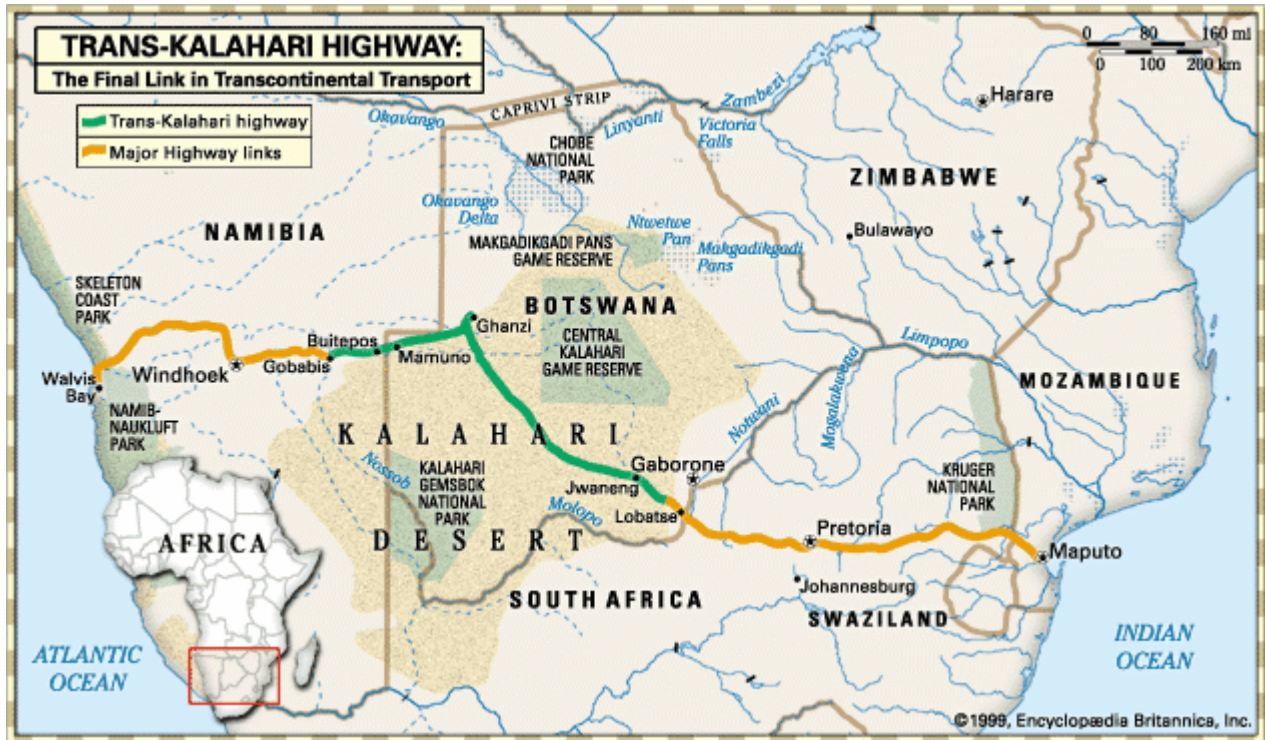 TRANS-KALAHARI HIGHWAY:
The Final Link in Transcontinental Transport
Trans-Kalahari highway
Major Highway links
0 80 160 mi
0 100 200 km
Harare
Zambezi
CAPRIVI STRIP
Okavango
Linyanti
Victoria
Falls
CHOBE
NATIONAL
PARK
ZIMBABWE
Okavango
Delta
NAMIBIA
Ntwetwe
Pan
Bulawayo
MAKGADIKGADI PANS
GAME RESERVE
Makgadikgadi
Pans
SKELETON
COAST
PARK
BOTSWANA
Ghanzi
CENTRAL
KALAHARI
GAME RESERVE
Buitepos
Mamuno
Gobabis
Windhoek
Walvis
Bay
Limpopo
MOZAMBIQUE
NAMIB-
NAUKLUFT
PARK
Notwani
Mogalakwena
KALAHARI
DESERT
Nossob
KALAHARI
GEMSBOK
NATIONAL
PARK
Gaborone
Jwaneng
Lobatse
Molopo
KRUGER
NATIONAL
PARK
Pretoria
Maputo
Johannesburg
AFRICA
SOUTH AFRICA
SWAZILAND
ATLANTIC
OCEAN
INDIAN
OCEAN
©1999, Encyclopædia Britannica, Inc.